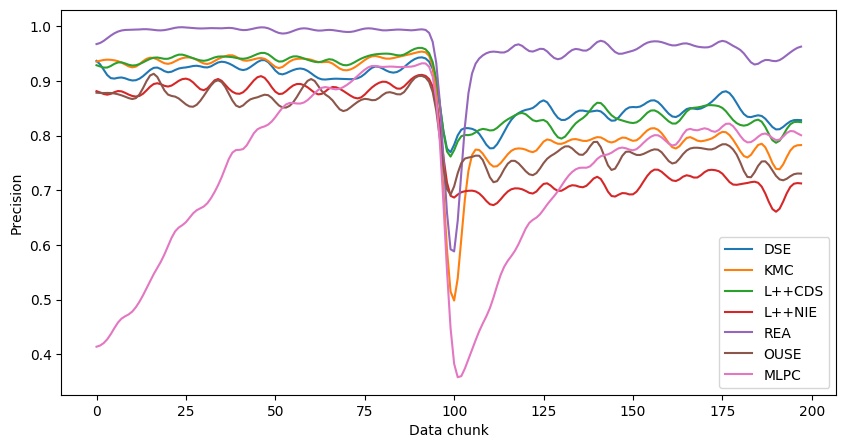 1.0
0.9
0.8
0.7
0.6
0.5
0.4
Precision
0
25
50
75
100
125
150
175
200
Data chunk
DSE
KMC
L++CDS
L++NIE
REA
OUSE
MLPC